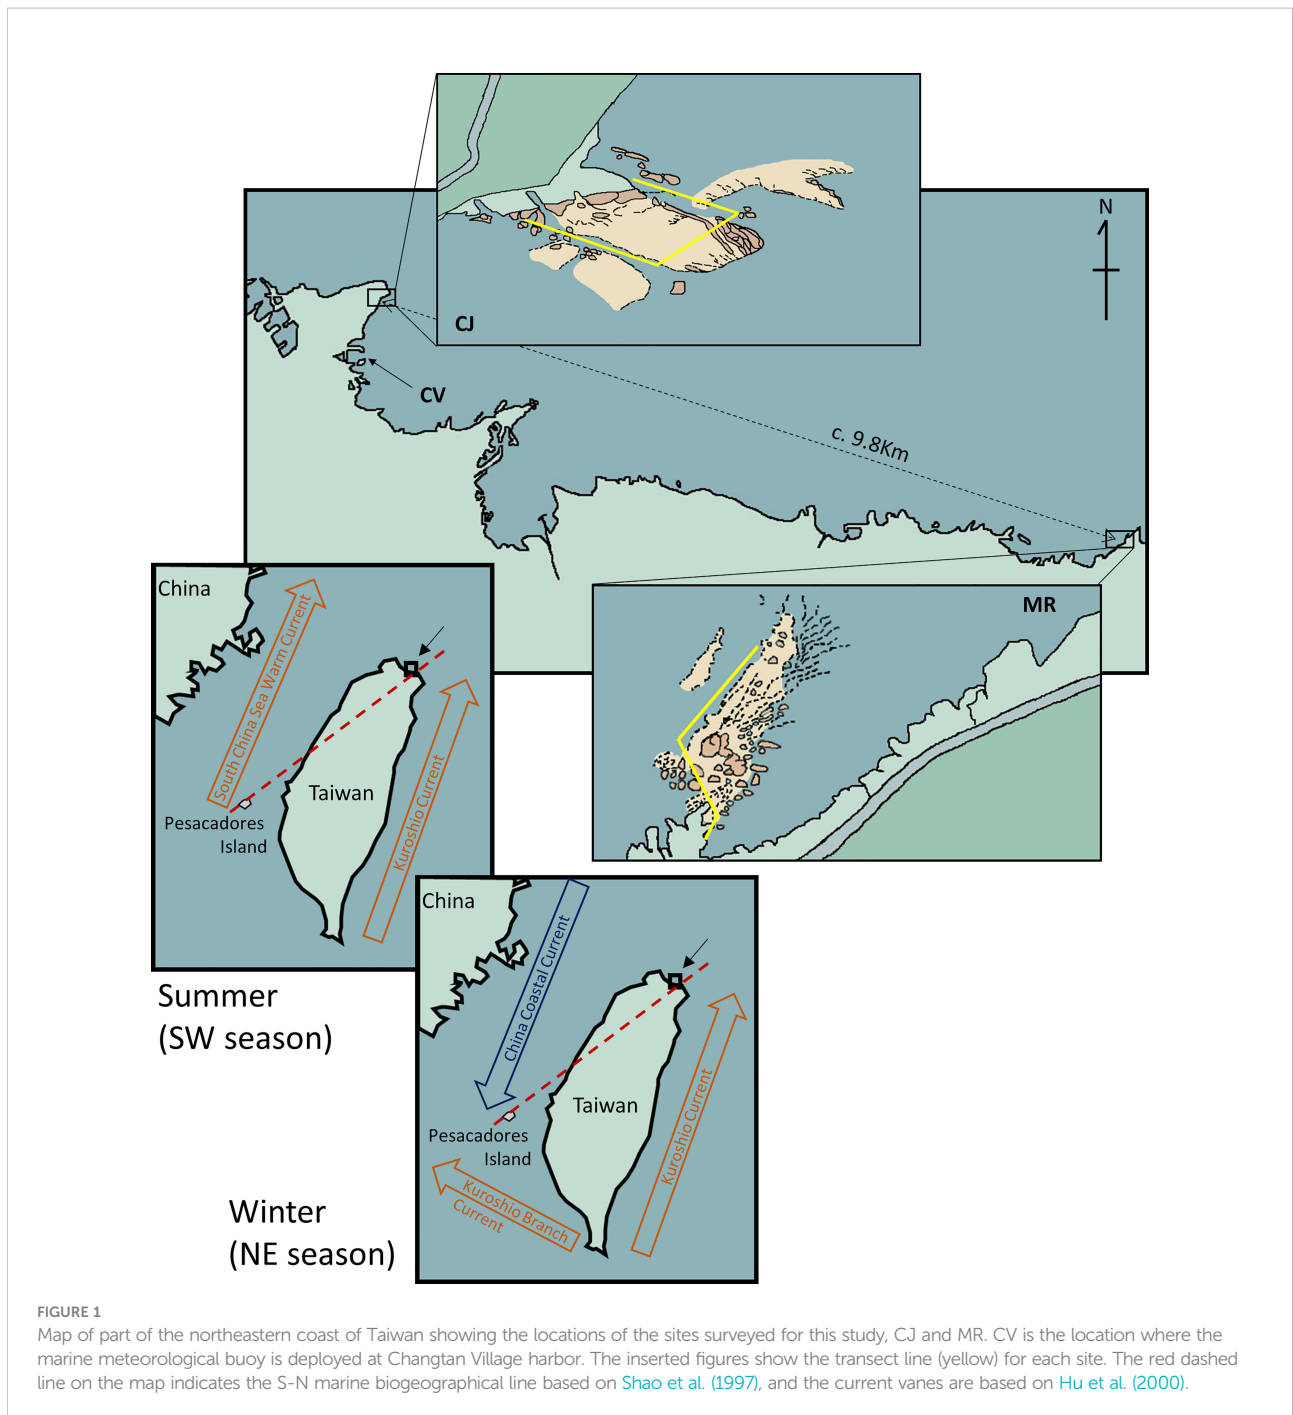 N
CJ
CV
c. 9.8Km
MR
China
South China Sea Warm Current
Taiwan
Kuroshio Current
Pesacadores
Island
Summer
(SW season)
China
China Coastal Current
Taiwan
Kuroshio Current
Pesacadores
Island
Kuroshio Branch
Current
Winter
(NE season)
FIGURE 1
Map of part of the northeastern coast of Taiwan showing the locations of the sites surveyed for this study, CJ and MR. CV is the location where the
marine meteorological buoy is deployed at Changtan Village harbor. The inserted figures show the transect line (yellow) for each site. The red dashed
line on the map indicates the S-N marine biogeographical line based on Shao et al. (1997), and the current vanes are based on Hu et al. (2000).